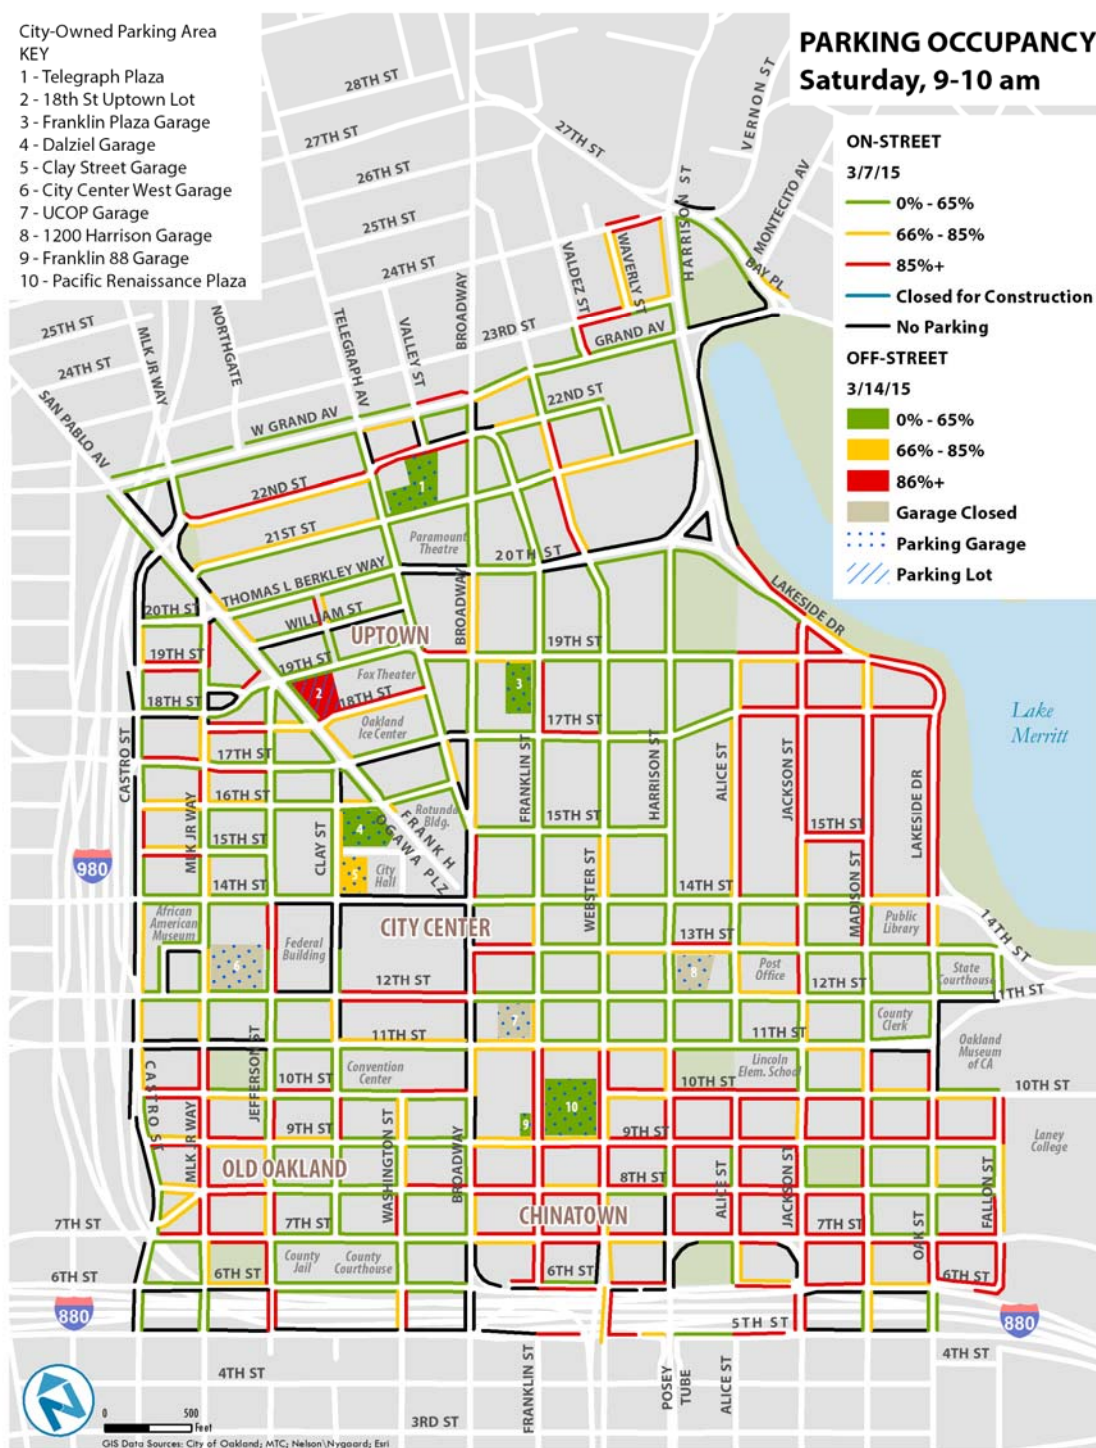 City-Owned Parking Area
KEY
1 - Telegraph Plaza
2 - 18th St Uptown Lot
3 - Franklin Plaza Garage
4 - Dalziel Garage
5 - Clay Street Garage
6 - City Center West Garage
7 - UCOP Garage
8 - 1200 Harrison Garage
9 - Franklin 88 Garage
10 - Pacific Renaissance Plaza
PARKING OCCUPANCY
Saturday, 9-10 am
ON-STREET
3/7/15
0% - 65%
66% - 85%
85%+
Closed for Construction
No Parking
OFF-STREET
3/14/15
0% - 65%
66% - 85%
86%+
Garage Closed
Parking Garage
Parking Lot
28TH ST
27TH ST
27TH ST
26TH ST
25TH ST
24TH ST
23RD ST
VERNON ST
MONTECITO AV
HARRISON ST
BAY PL
WAVERLY ST
VALDEZ ST
GRAND AV
BROADWAY
VALLEY ST
TELEGRAPH AV
NORTHGATE
MLK JR WAY
25TH ST
24TH ST
SAN PABLO AV
W GRAND AV
22ND ST
22ND ST
1
21ST ST
Paramount
Theatre
20TH ST
THOMAS L BERKLEY WAY
WILLIAM ST
UPTOWN
BROADWAY
LAKESIDE DR
20TH ST
19TH ST
19TH ST
19TH ST
18TH ST
18TH ST
2
Fox Theater
3
Oakland
Ice Center
17TH ST
17TH ST
Lake
Merritt
CASTRO ST
MLK JR WAY
CLAY ST
FRANKLIN ST
HARRISON ST
ALICE ST
JACKSON ST
LAKESIDE DR
16TH ST
15TH ST
15TH ST
15TH ST
FRANK H
OGAWA PLZ
Rotunda
Bldg.
4
5
City
Hall
980
14TH ST
14TH ST
14TH ST
WEBSTER ST
MADISON ST
African
American
Museum
CITY CENTER
Federal
Building
13TH ST
Public
Library
6
8
Post
Office
12TH ST
12TH ST
State
Courthouse
11TH ST
7
11TH ST
11TH ST
County
Clerk
Oakland
Museum
of CA
CASTRO ST
JEFFERSON ST
Convention
Center
Lincoln
Elem. School
10TH ST
10TH ST
10TH ST
10
9
MLK JR WAY
9TH ST
9TH ST
WASHINGTON ST
BROADWAY
Laney
College
OLD OAKLAND
8TH ST
ALICE ST
JACKSON ST
FALLON ST
CHINATOWN
7TH ST
7TH ST
7TH ST
OAK ST
County
Jail
County
Courthouse
6TH ST
6TH ST
6TH ST
6TH ST
880
880
5TH ST
4TH ST
4TH ST
FRANKLIN ST
POSEY
TUBE
ALICE ST
3RD ST
0
500
Feet
GIS Data Sources: City of Oakland; MTC; Nelson\Nygaard; Esri